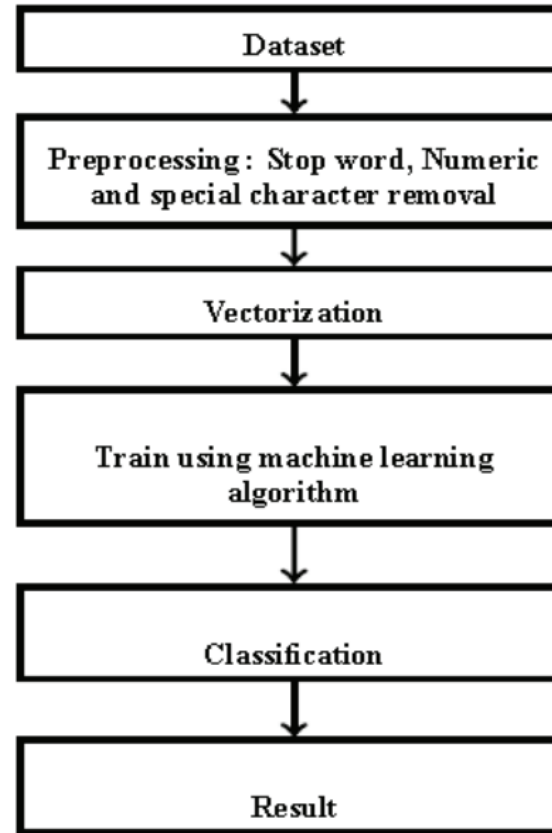 Dataset
Preprocessing : Stop word, Numeric
and special character removal
Vectorization
Train using machine learning
algorithm
Classification
Result